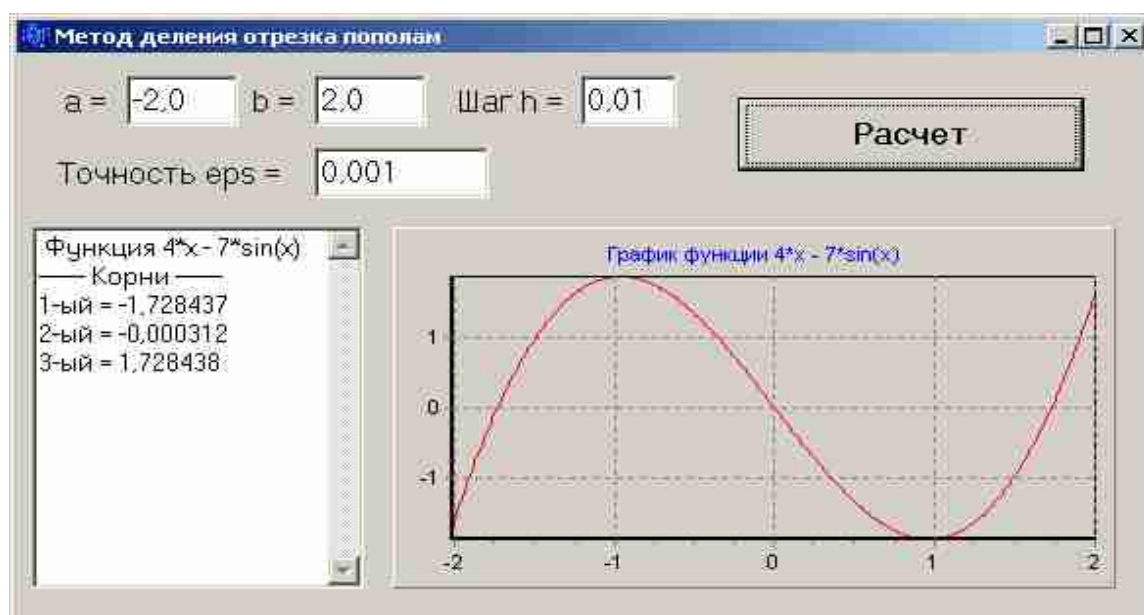 Метод деления отрезка пополам
a = -2,0 b = 2,0 Шаг h = 0,01
Расчет
Точность eps = 0,001
Функция 4*x - 7*sin(x)
Корни
1-ый = -1,728437
2-ый = -0,000312
3-ый = 1,728438
График функции 4*x - 7*sin(x)
1
0
-1
-2 -1 0 1 2